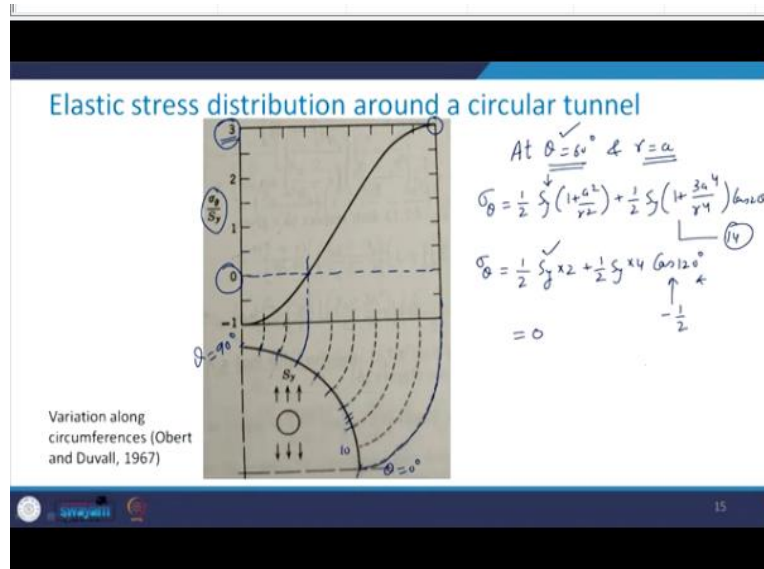 Elastic stress distribution around a circular tunnel
3
2
1
0
-1
σθ/Sy
θ=90°
Sy
θ=0°
Variation along
circumferences (Obert
and Duvall, 1967)
At θ=60° & r=a
σθ = 1/2 Sy(1+a²/r²) + 1/2 Sy(1+3a⁴/r⁴) Cos2θ
14
σθ = 1/2 Sy×2 + 1/2 Sy×4 Cos120°
-1/2
=0
swayam
15